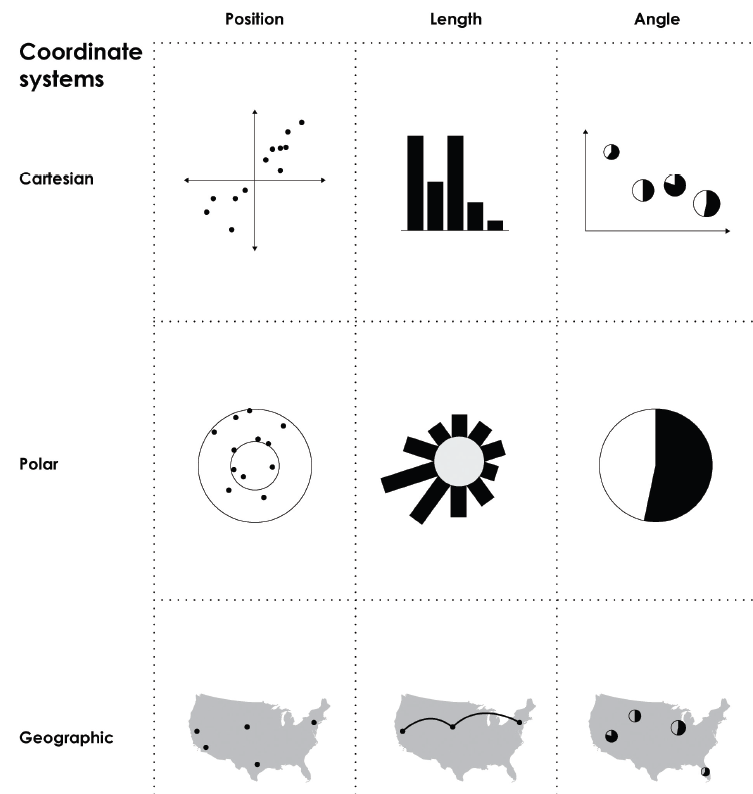 Position Length Angle
Coordinate
systems
Cartesian
Polar
Geographic